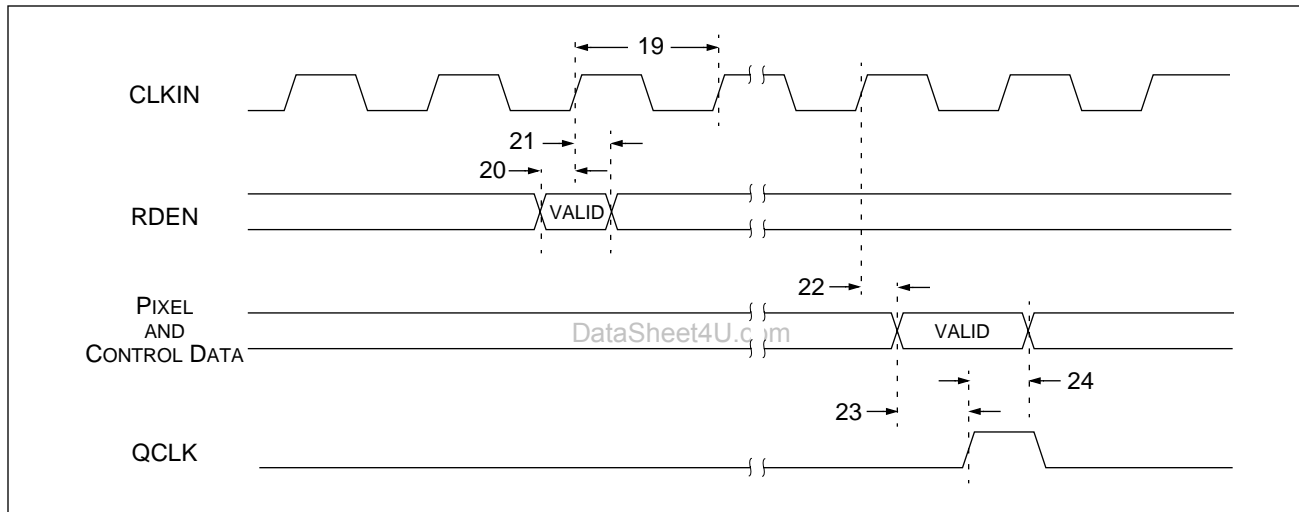 19
CLKIN
21
20
RDEN
VALID
22
PIXEL
AND
CONTROL DATA
VALID
DataSheet4U.com
24
23
QCLK